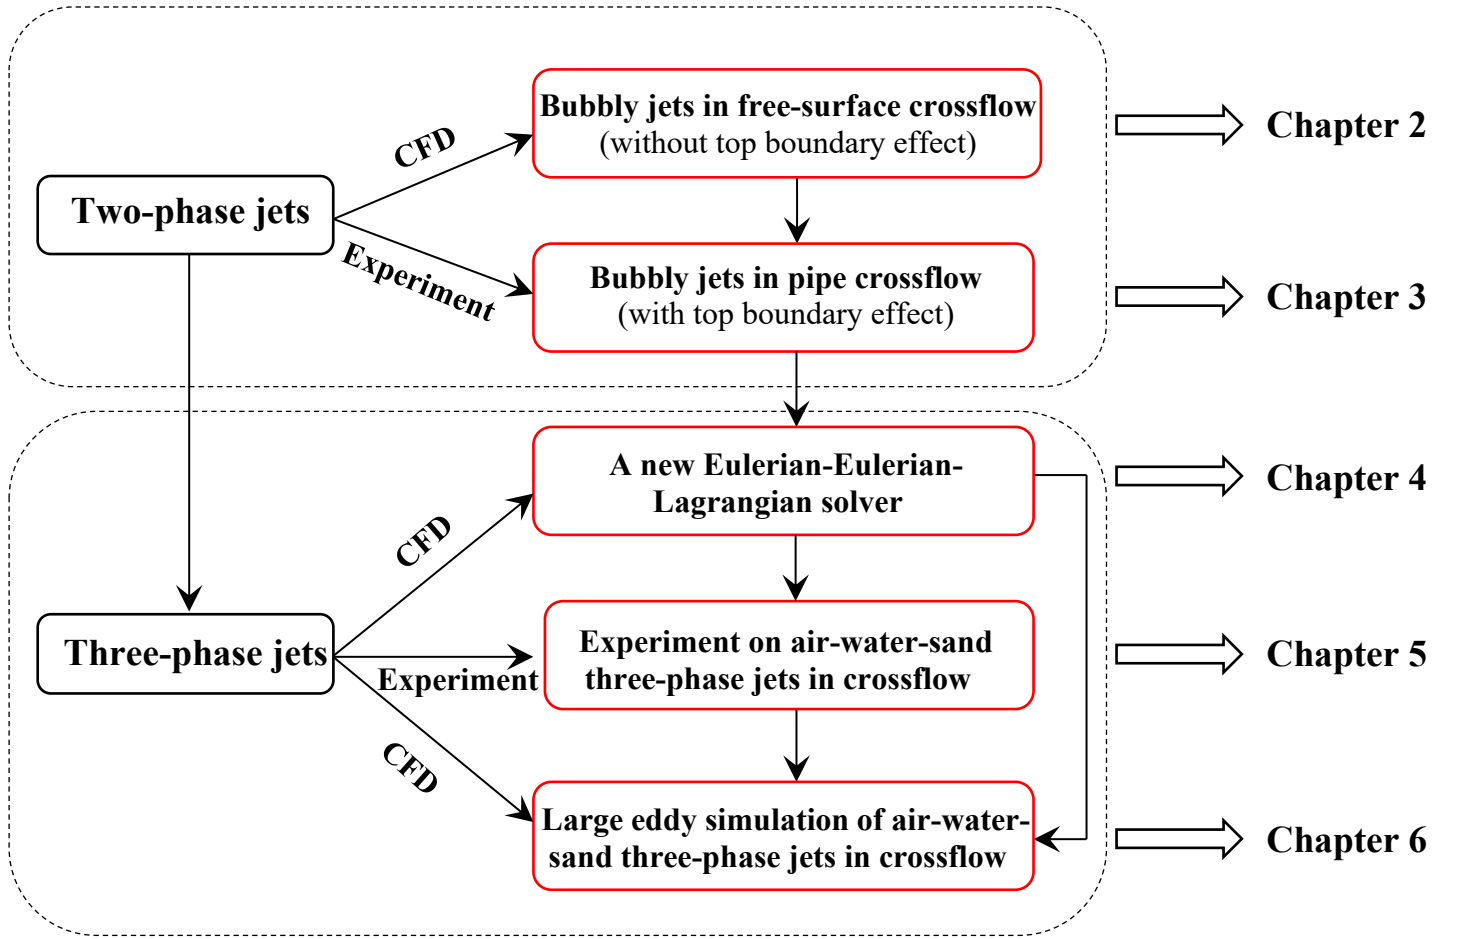 Bubbly jets in free-surface crossflow
(without top boundary effect)
Chapter 2
CFD
Two-phase jets
Experiment
Bubbly jets in pipe crossflow
(with top boundary effect)
Chapter 3
A new Eulerian-Eulerian-
Lagrangian solver
Chapter 4
CFD
Three-phase jets
Experiment
Experiment on air-water-sand
three-phase jets in crossflow
Chapter 5
CFD
Large eddy simulation of air-water-
sand three-phase jets in crossflow
Chapter 6